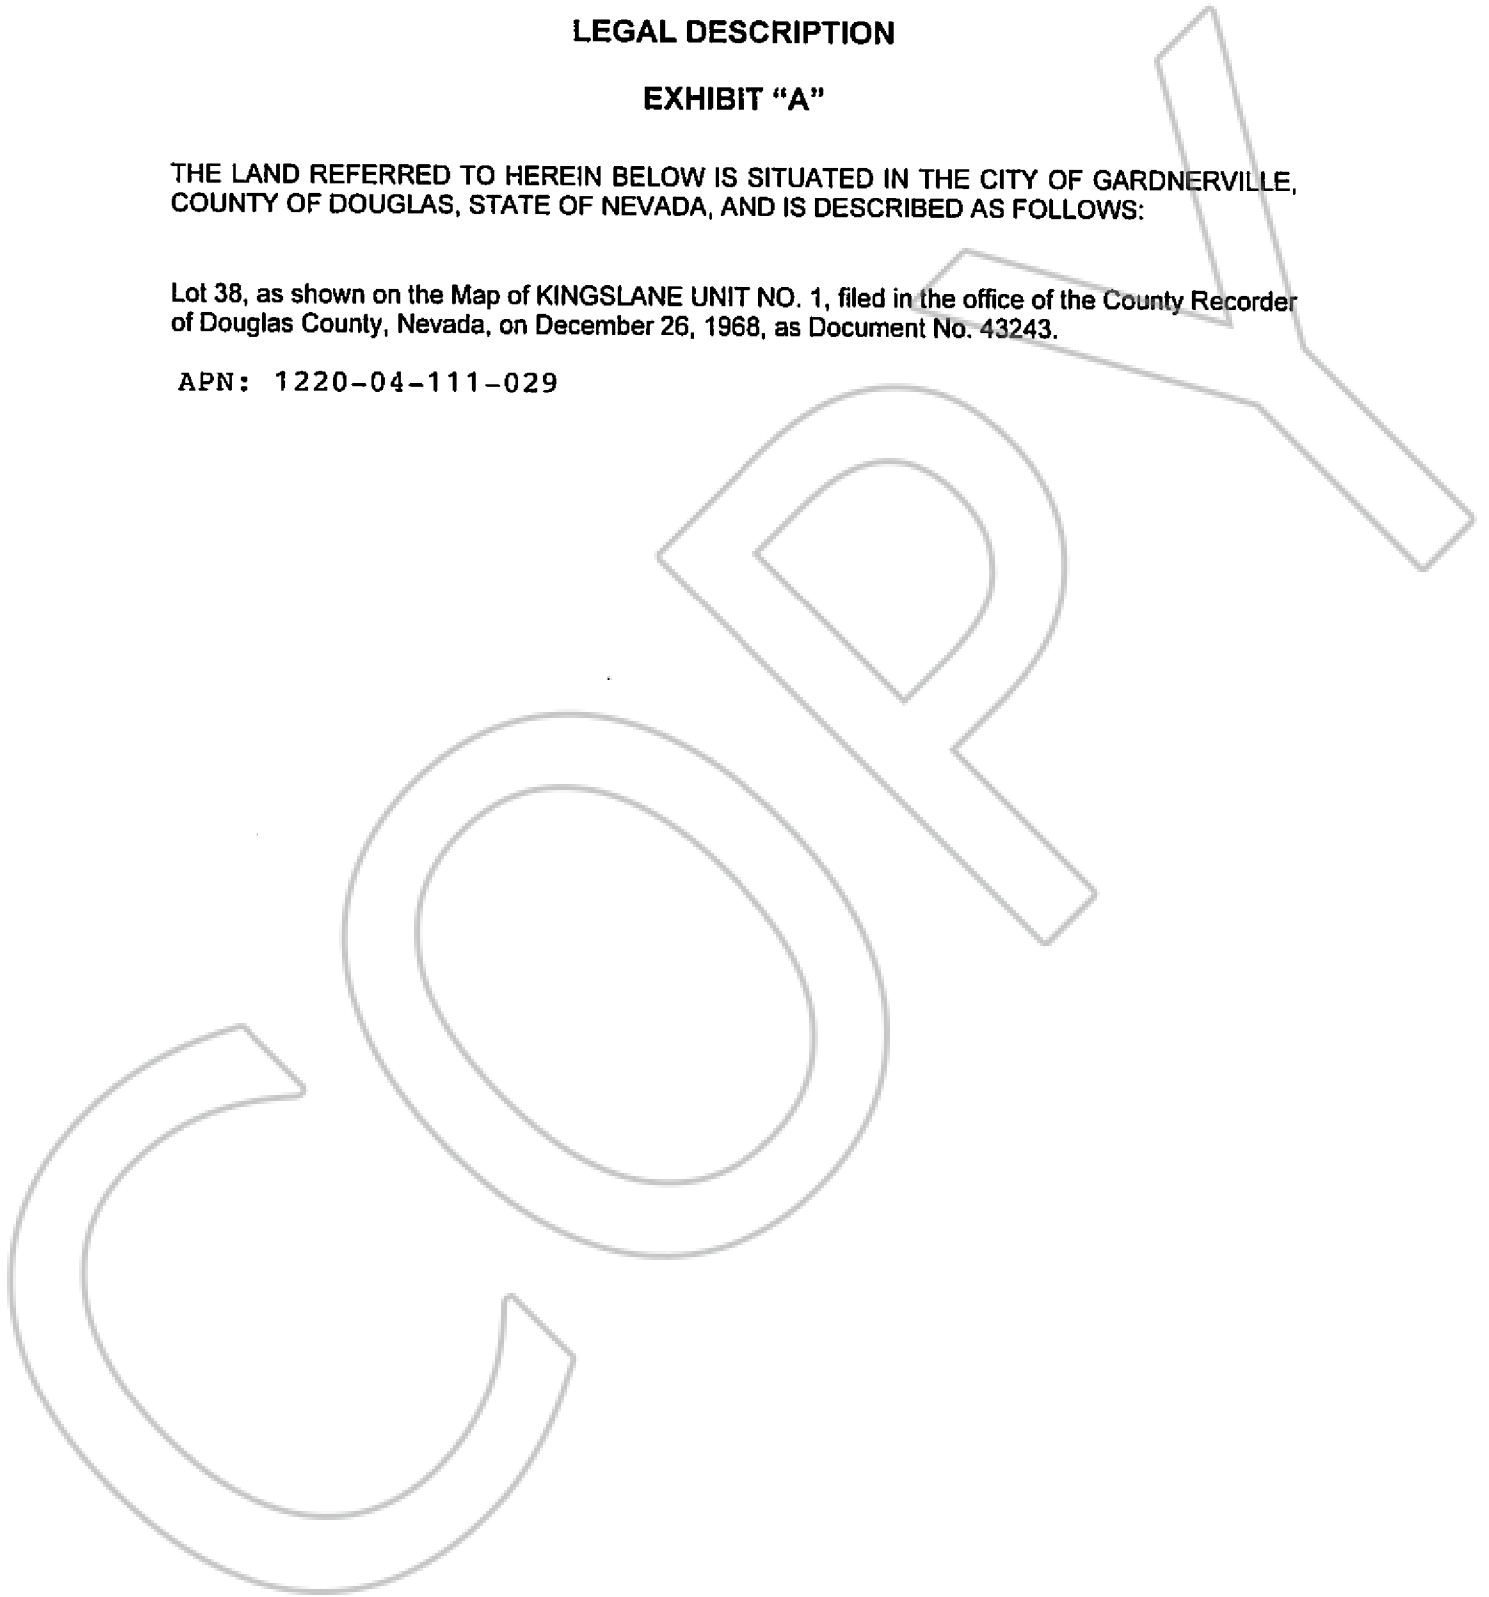 LEGAL DESCRIPTION
EXHIBIT “A”
THE LAND REFERRED TO HEREIN BELOW IS SITUATED IN THE CITY OF GARDNERVILLE,
COUNTY OF DOUGLAS, STATE OF NEVADA, AND IS DESCRIBED AS FOLLOWS:
Lot 38, as shown on the Map of KINGSLANE UNIT NO. 1, filed in the office of the County Recorder
of Douglas County, Nevada, on December 26, 1968, as Document No. 43243.
APN: 1220-04-111-029
COPY